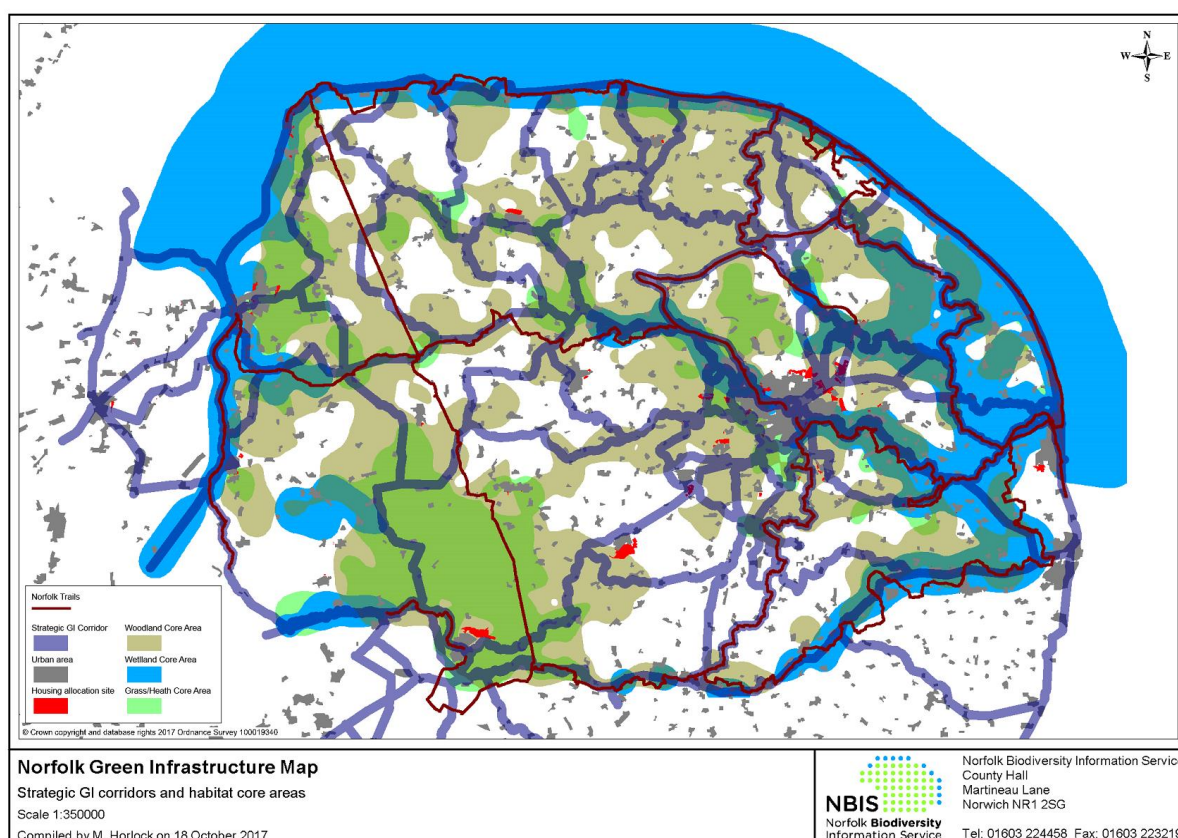 N
W E
S
Norfolk Trails
Strategic GI Corridor
Woodland Core Area
Urban area
Wetland Core Area
Housing allocation site
Grass/Heath Core Area
© Crown copyright and database rights 2017 Ordnance Survey 100019340
Norfolk Green Infrastructure Map
Strategic GI corridors and habitat core areas
Scale 1:350000
Compiled by M. Horlock on 18 October 2017
NBIS
Norfolk Biodiversity
Information Service
Norfolk Biodiversity Information Service
County Hall
Martineau Lane
Norwich NR1 2SG
Tel: 01603 224458 Fax: 01603 223219